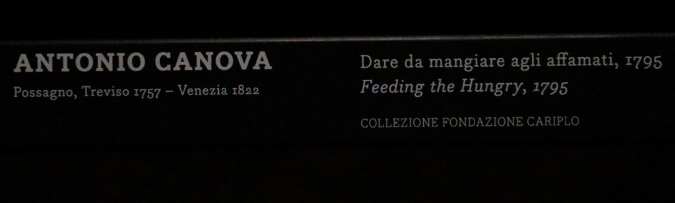 ANTONIO CANOVA
Possagno, Treviso 1757 – Venezia 1822
Dare da mangiare agli affamati, 1795
Feeding the Hungry, 1795
COLLEZIONE FONDAZIONE CARIPLO